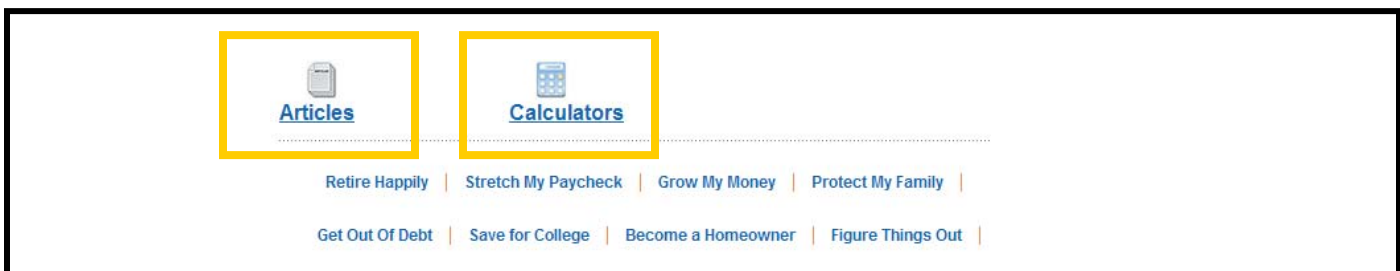 Articles Calculators
Retire Happily | Stretch My Paycheck | Grow My Money | Protect My Family |
Get Out Of Debt | Save for College | Become a Homeowner | Figure Things Out |